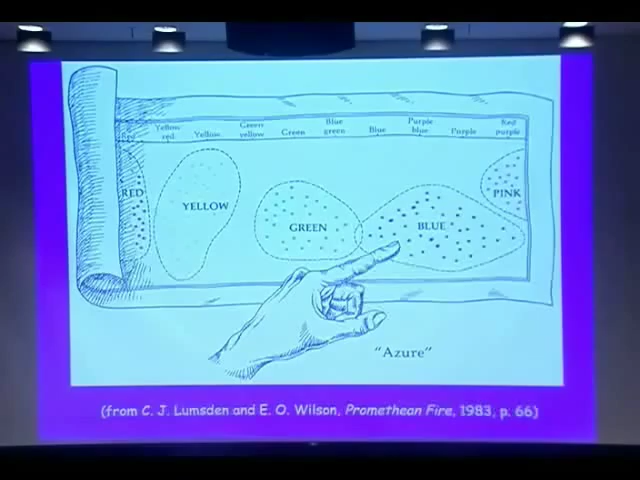 Red Yellow red Yellow Green yellow Green Blue green Blue Purple blue Purple Red purple
RED YELLOW GREEN BLUE PINK
"Azure"
(from C. J. Lumsden and E. O. Wilson, Promethean Fire, 1983, p. 66)